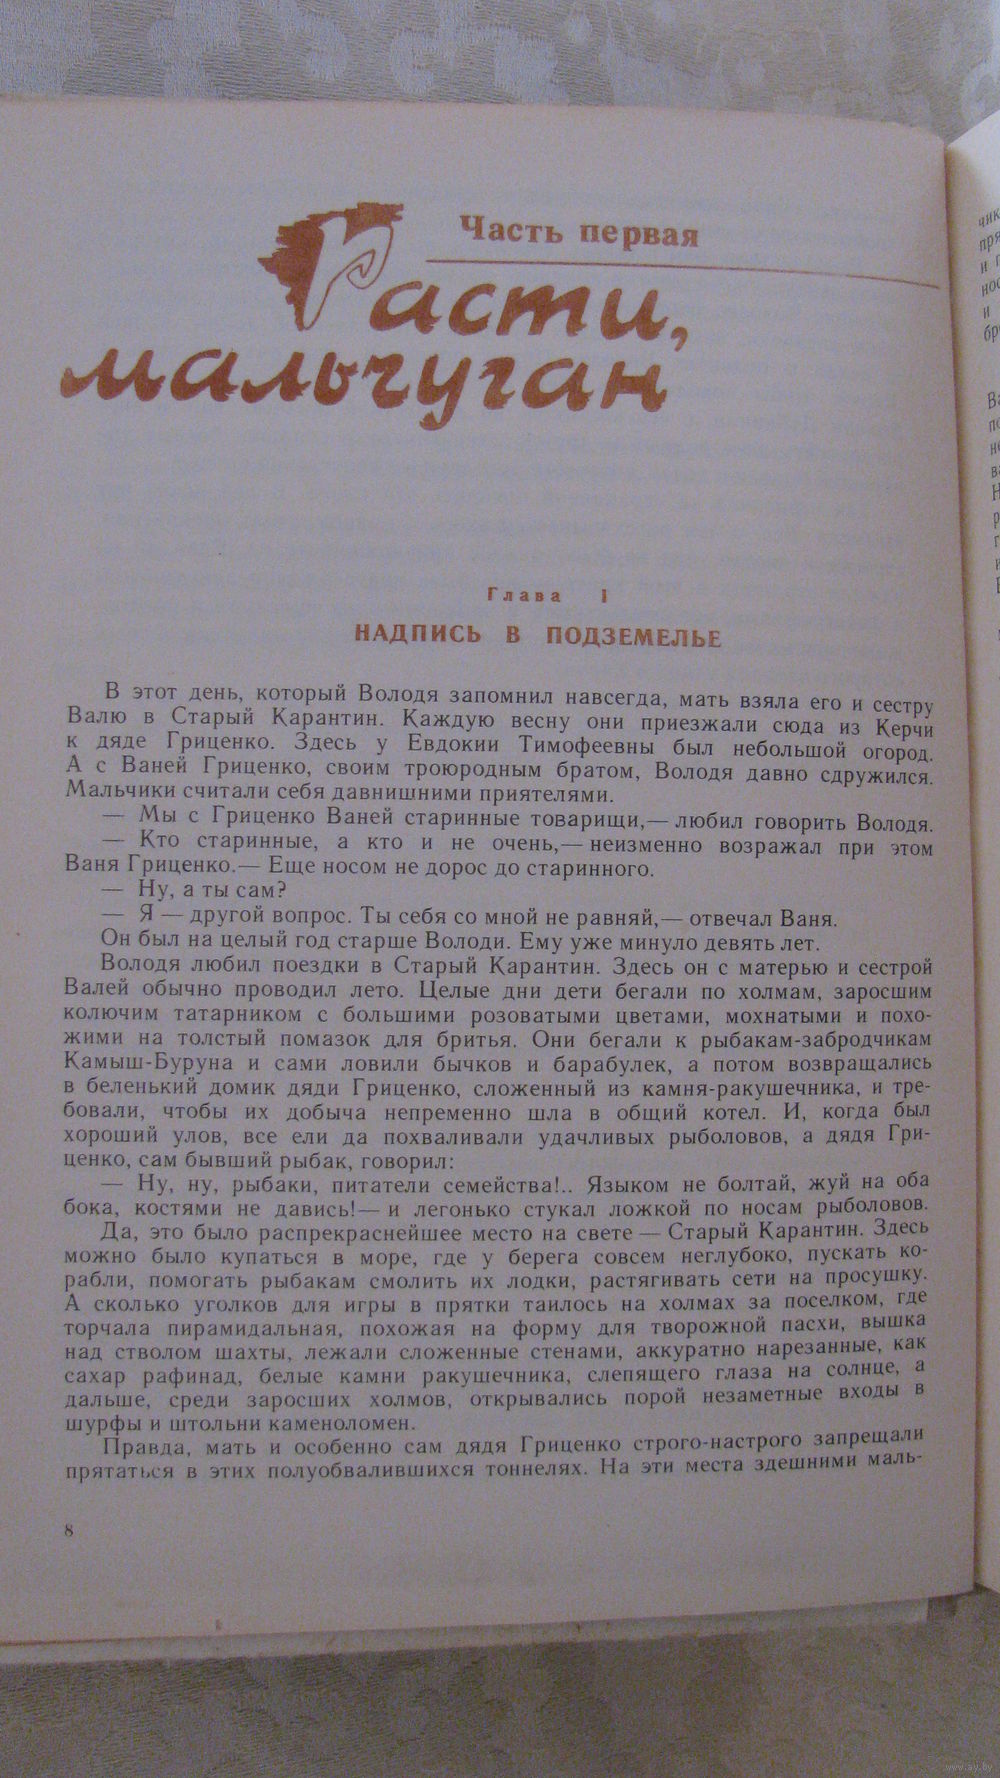 Часть первая
Расти,
мальчуган
Глава I
НАДПИСЬ В ПОДЗЕМЕЛЬЕ
В этот день, который Володя запомнил навсегда, мать взяла его и сестру
Валю в Старый Карантин. Каждую весну они приезжали сюда из Керчи
к дяде Гриценко. Здесь у Евдокии Тимофеевны был небольшой огород.
А с Ваней Гриценко, своим троюродным братом, Володя давно сдружился.
Мальчики считали себя давнишними приятелями.
— Мы с Гриценко Ваней старинные товарищи,— любил говорить Володя.
— Кто старинные, а кто и не очень,— неизменно возражал при этом
Ваня Гриценко.— Еще носом не дорос до старинного.
— Ну, а ты сам?
— Я — другой вопрос. Ты себя со мной не равняй,— отвечал Ваня.
Он был на целый год старше Володи. Ему уже минуло девять лет.
Володя любил поездки в Старый Карантин. Здесь он с матерью и сестрой
Валей обычно проводил лето. Целые дни дети бегали по холмам, заросшим
колючим татарником с большими розоватыми цветами, мохнатыми и похо-
жими на толстый помазок для бритья. Они бегали к рыбакам-забродчикам
Камыш-Буруна и сами ловили бычков и барабулек, а потом возвращались
в беленький домик дяди Гриценко, сложенный из камня-ракушечника, и тре-
бовали, чтобы их добыча непременно шла в общий котел. И, когда был
хороший улов, все ели да похваливали удачливых рыболовов, а дядя Гри-
ценко, сам бывший рыбак, говорил:
— Ну, ну, рыбаки, питатели семейства!.. Языком не болтай, жуй на оба
бока, костями не давись!— и легонько стукал ложкой по носам рыболовов.
Да, это было распрекраснейшее место на свете — Старый Карантин. Здесь
можно было купаться в море, где у берега совсем неглубоко, пускать ко-
рабли, помогать рыбакам смолить их лодки, растягивать сети на просушку.
А сколько уголков для игры в прятки таилось на холмах за поселком, где
торчала пирамидальная, похожая на форму для творожной пасхи, вышка
над стволом шахты, лежали сложенные стенами, аккуратно нарезанные, как
сахар рафинад, белые камни ракушечника, слепящего глаза на солнце, а
дальше, среди заросших холмов, открывались порой незаметные входы в
шурфы и штольни каменоломен.
Правда, мать и особенно сам дядя Гриценко строго-настрого запрещали
прятаться в этих полуобвалившихся тоннелях. На эти места здешними маль-
8
www.ay.by